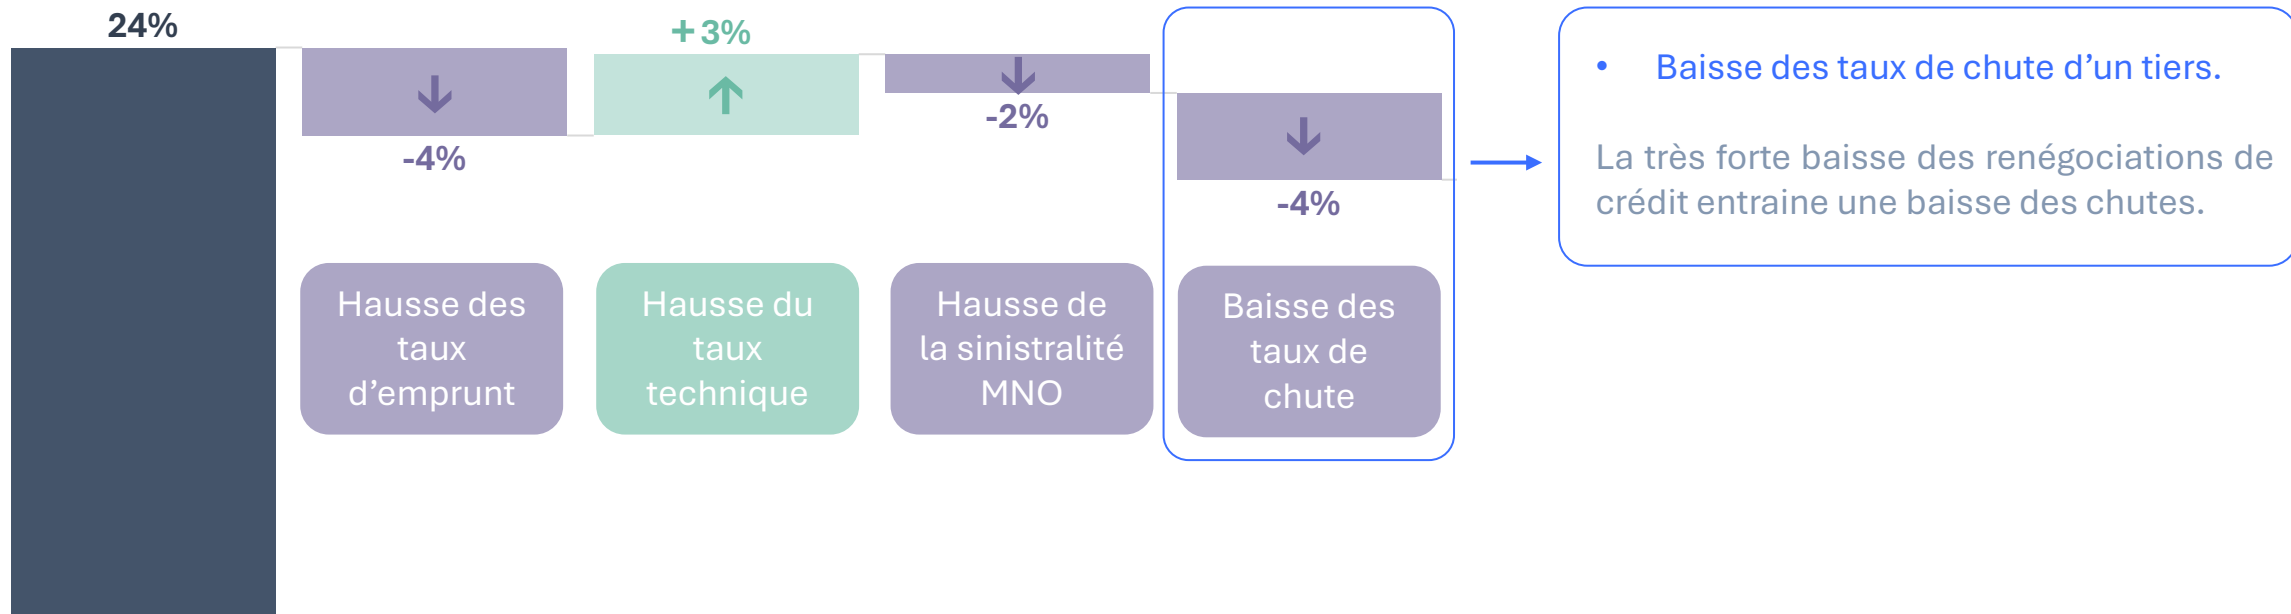 24%
-4%
+ 3%
-2%
-4%
Hausse des
taux
d’emprunt
Hausse du
taux
technique
Hausse de
la sinistralité
MNO
Baisse des
taux de
chute
• Baisse des taux de chute d’un tiers.
La très forte baisse des renégociations de
crédit entraine une baisse des chutes.